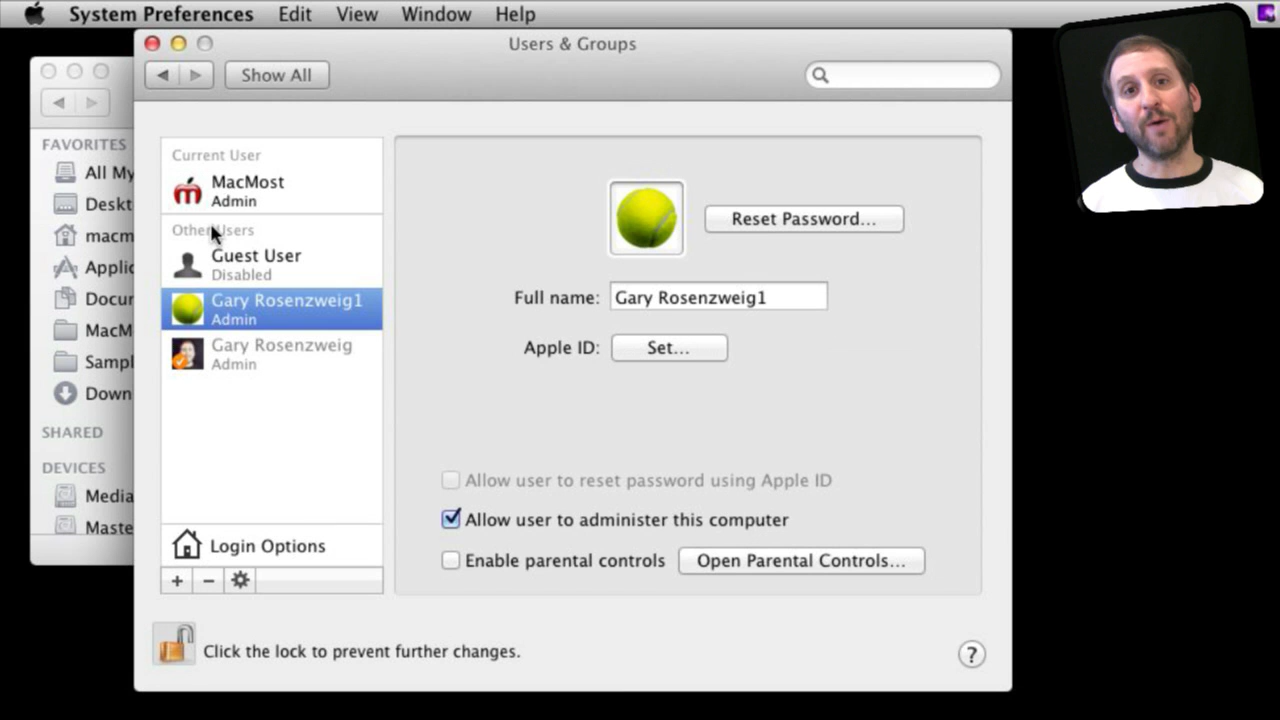 System Preferences Edit View Window Help
Users & Groups
Show All
FAVORITES
All My
Deskt
macm
Applic
Docur
MacM
Sampl
Down
SHARED
DEVICES
Media
Maste
Current User
MacMost
Admin
Other Users
Guest User
Disabled
Gary Rosenzweig1
Admin
Gary Rosenzweig
Admin
Login Options
Reset Password...
Full name: Gary Rosenzweig1
Apple ID: Set...
Allow user to reset password using Apple ID
Allow user to administer this computer
Enable parental controls Open Parental Controls...
Click the lock to prevent further changes.
?